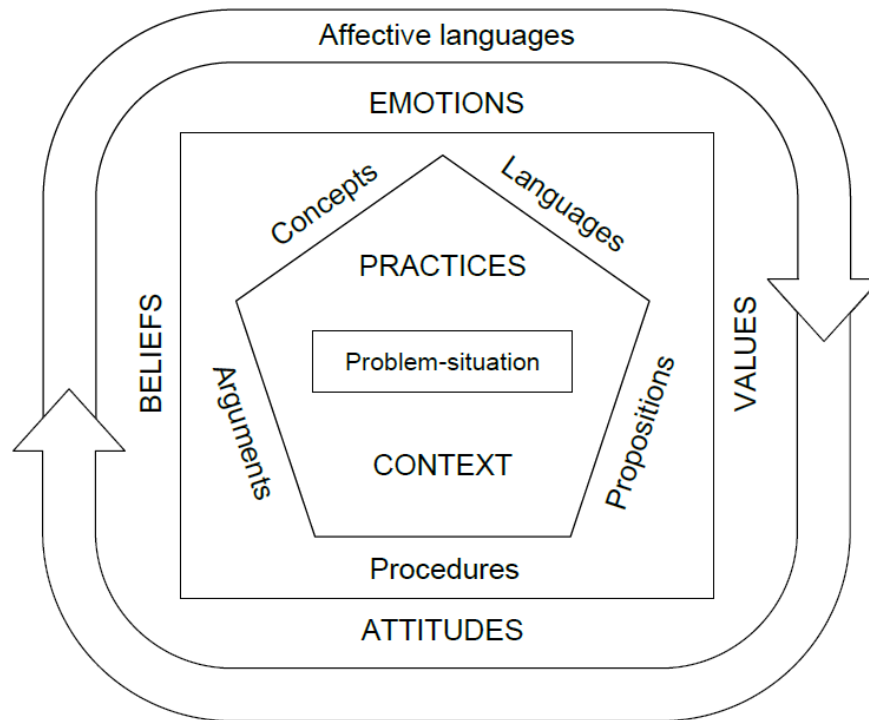 Affective languages
EMOTIONS
Concepts
Languages
PRACTICES
BELIEFS
Problem-situation
VALUES
Arguments
Propositions
CONTEXT
Procedures
ATTITUDES